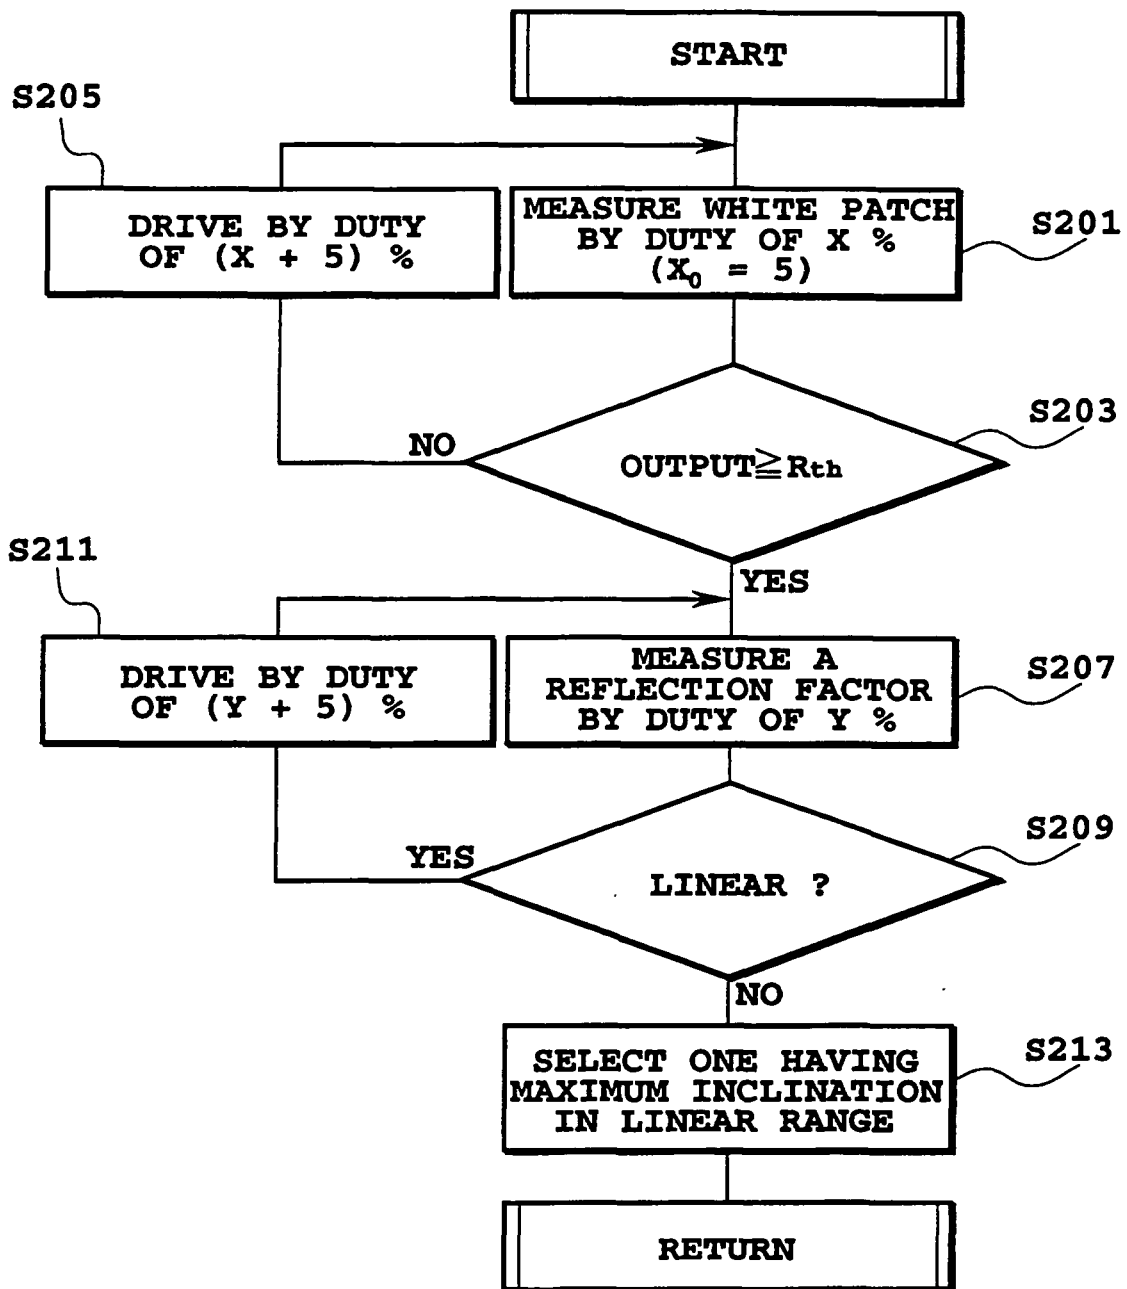 START
S205
DRIVE BY DUTY
OF (X + 5) %
MEASURE WHITE PATCH
BY DUTY OF X %
(X₀ = 5)
S201
S203
NO
OUTPUT≧Rth
YES
S211
DRIVE BY DUTY
OF (Y + 5) %
MEASURE A
REFLECTION FACTOR
BY DUTY OF Y %
S207
S209
YES
LINEAR ?
NO
SELECT ONE HAVING
MAXIMUM INCLINATION
IN LINEAR RANGE
S213
RETURN